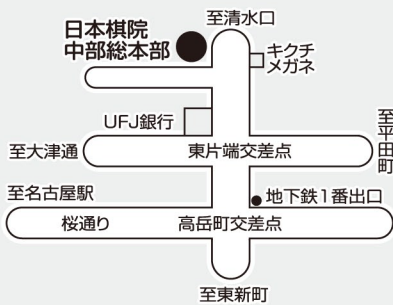 至清水口
日本棋院
中部総本部
キクチ
メガネ
UFJ銀行
至大津通
東片端交差点
至平田町
至名古屋駅
地下鉄1番出口
桜通り
高岳町交差点
至東新町